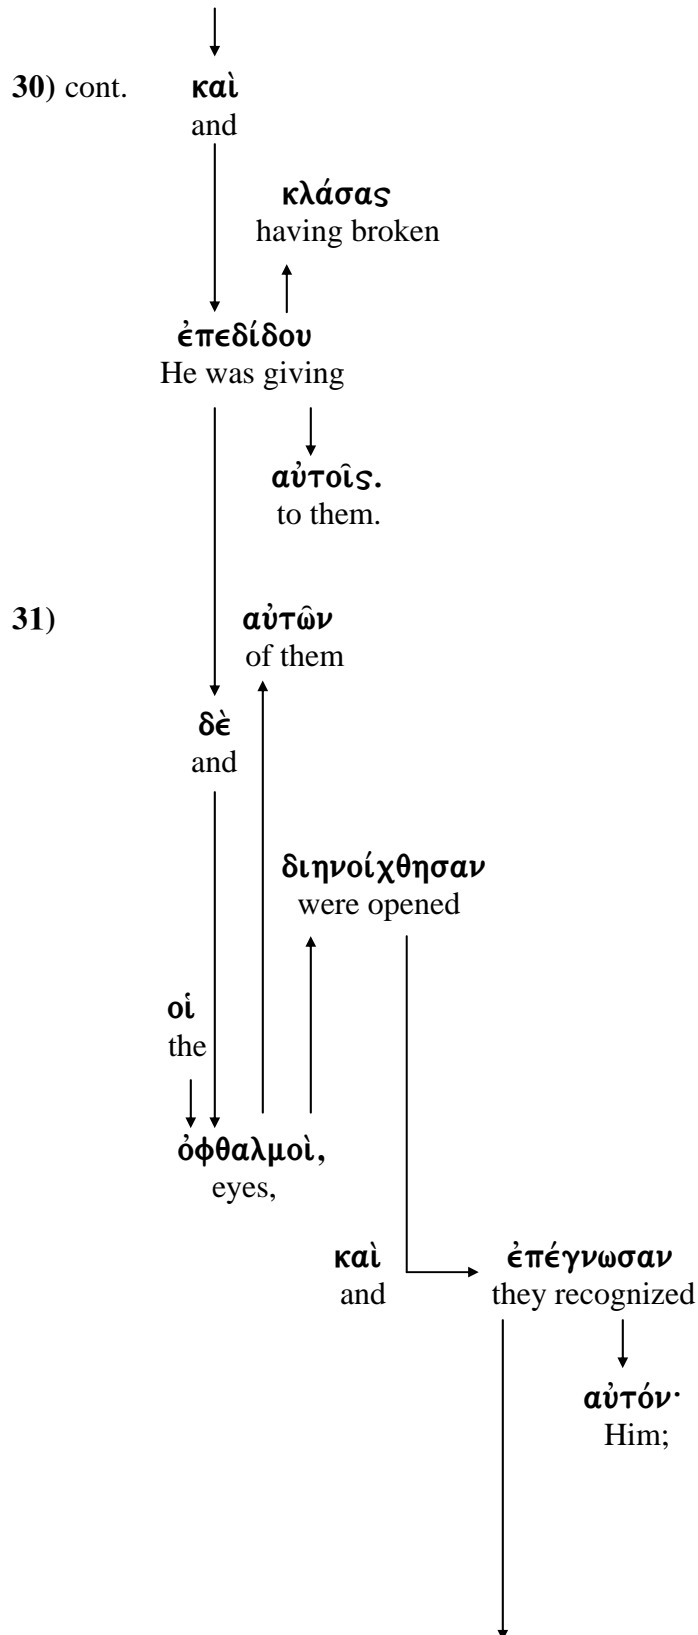 30) cont. καὶ
and
κλάσας
having broken
ἐπεδίδου
He was giving
αὐτοῖς.
to them.
31) αὐτῶν
of them
δὲ
and
διηνοίχθησαν
were opened
οἱ
the
ὀφθαλμοὶ,
eyes,
καὶ ἐπέγνωσαν
and they recognized
αὐτόν·
Him;